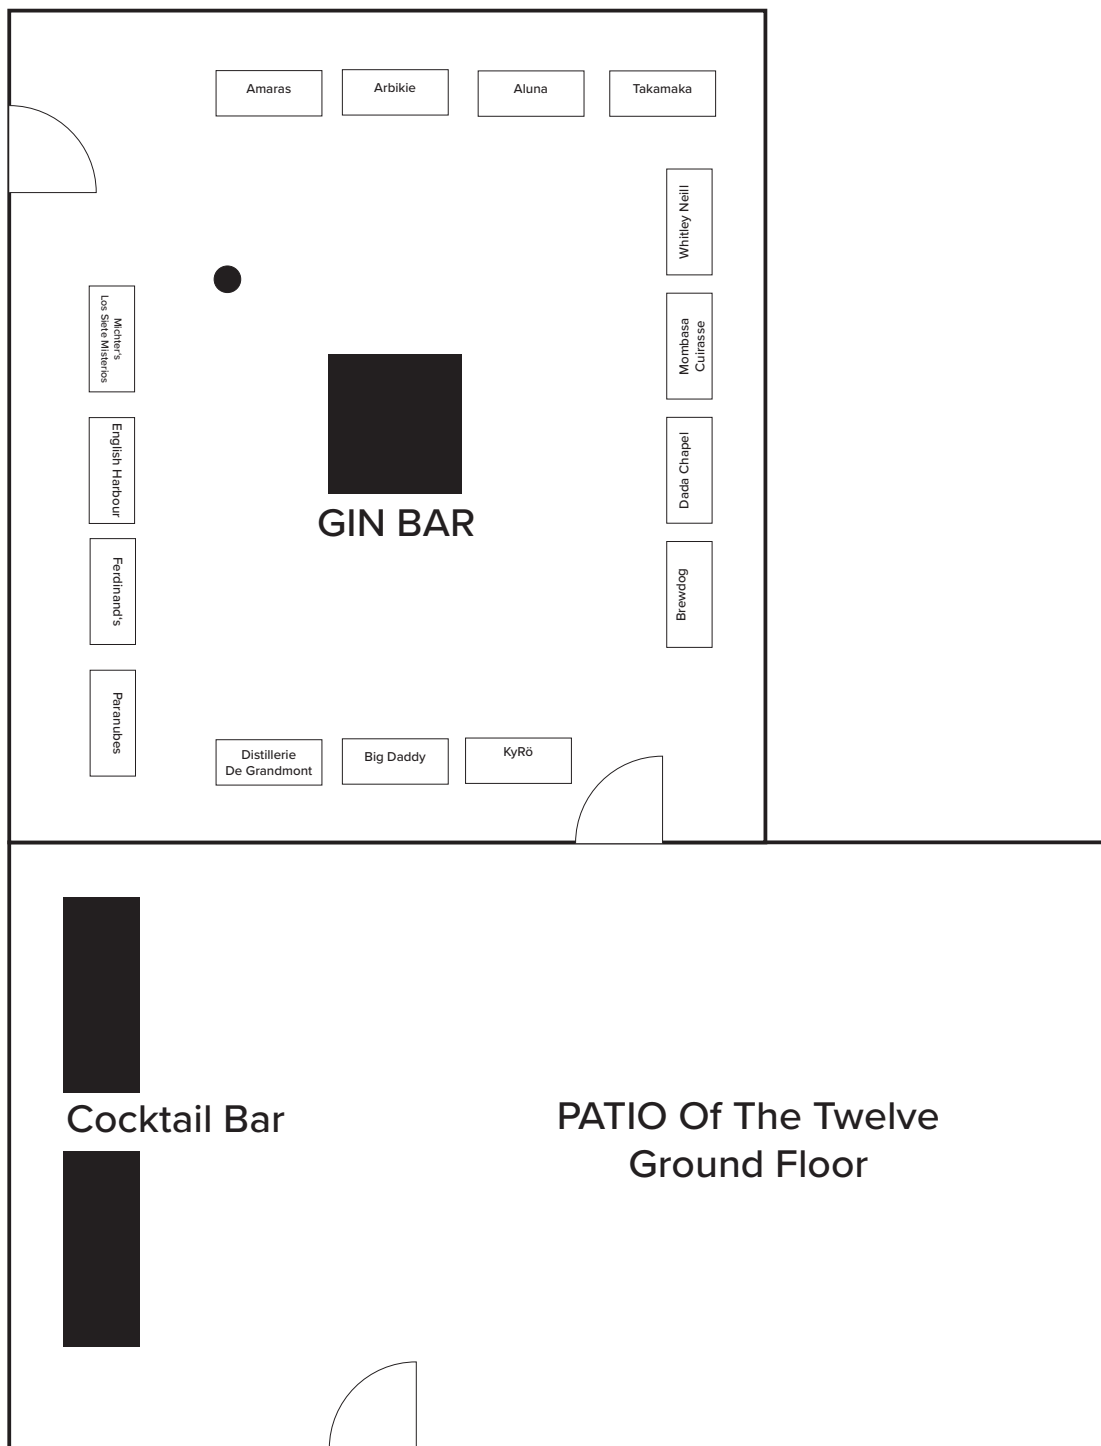 Amaras
Arbikie
Aluna
Takamaka
Whitley Neill
Mombasa
Cuirasse
Dada Chapel
Brewdog
Michter's
Los Siete Misterios
English Harbour
Ferdinand's
Paranubes
GIN BAR
Distillerie
De Grandmont
Big Daddy
KyRö
Cocktail Bar
PATIO Of The Twelve
Ground Floor